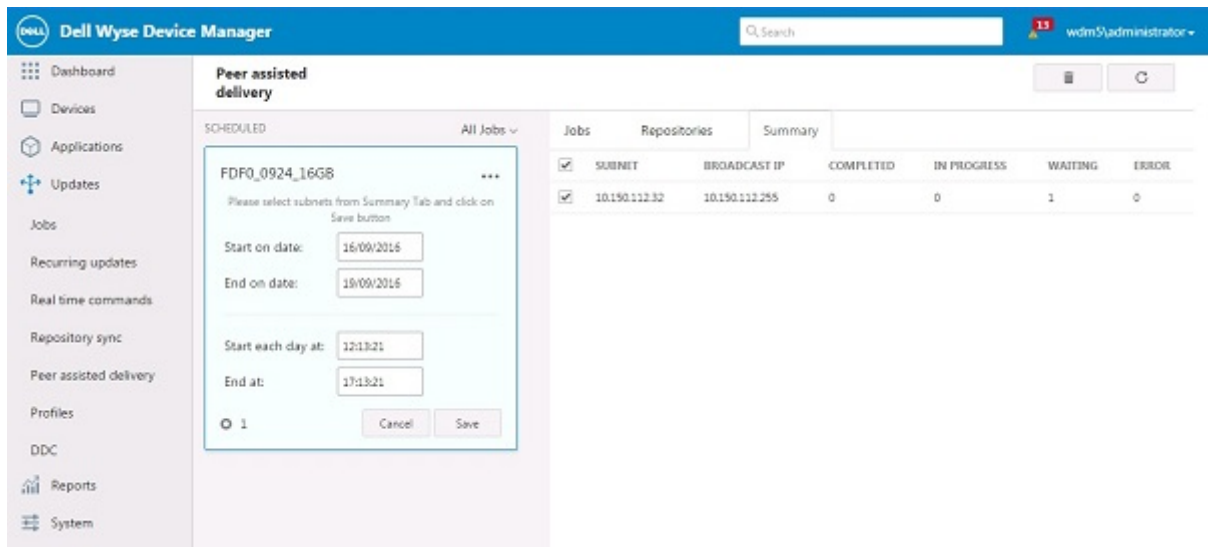 DELL Dell Wyse Device Manager
Search
13
wdm5\administrator
Dashboard
Devices
Applications
Updates
Jobs
Recurring updates
Real time commands
Repository sync
Peer assisted delivery
Profiles
DDC
Reports
System
Peer assisted
delivery
SCHEDULED All Jobs
FDF0_0924_16GB ...
Please select subnets from Summary Tab and click on
Save button
Start on date: 16/09/2016
End on date: 19/09/2016
Start each day at: 12:13:21
End at: 17:13:21
1 Cancel Save
Jobs Repositories Summary
SUBNET BROADCAST IP COMPLETED IN PROGRESS WAITING ERROR
10.150.112.32 10.150.112.255 0 0 1 0